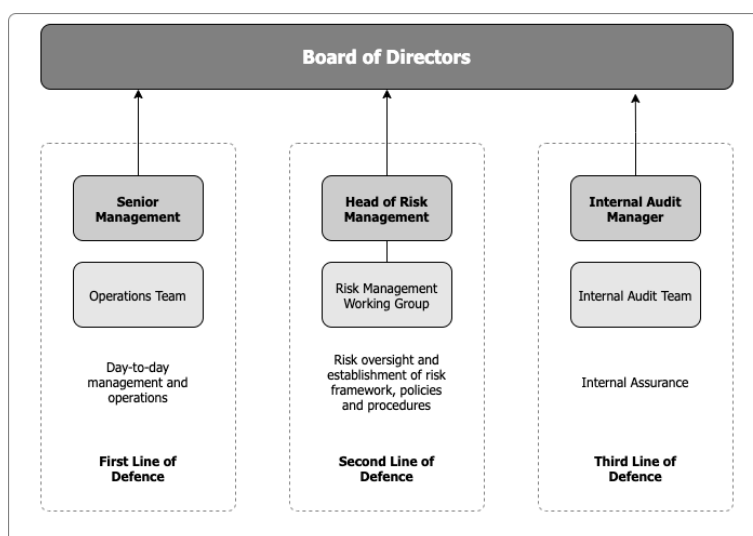 Board of Directors
Senior
Management
Operations Team
Day-to-day
management and
operations
First Line of
Defence
Head of Risk
Management
Risk Management
Working Group
Risk oversight and
establishment of risk
framework, policies
and procedures
Second Line of
Defence
Internal Audit
Manager
Internal Audit Team
Internal Assurance
Third Line of
Defence